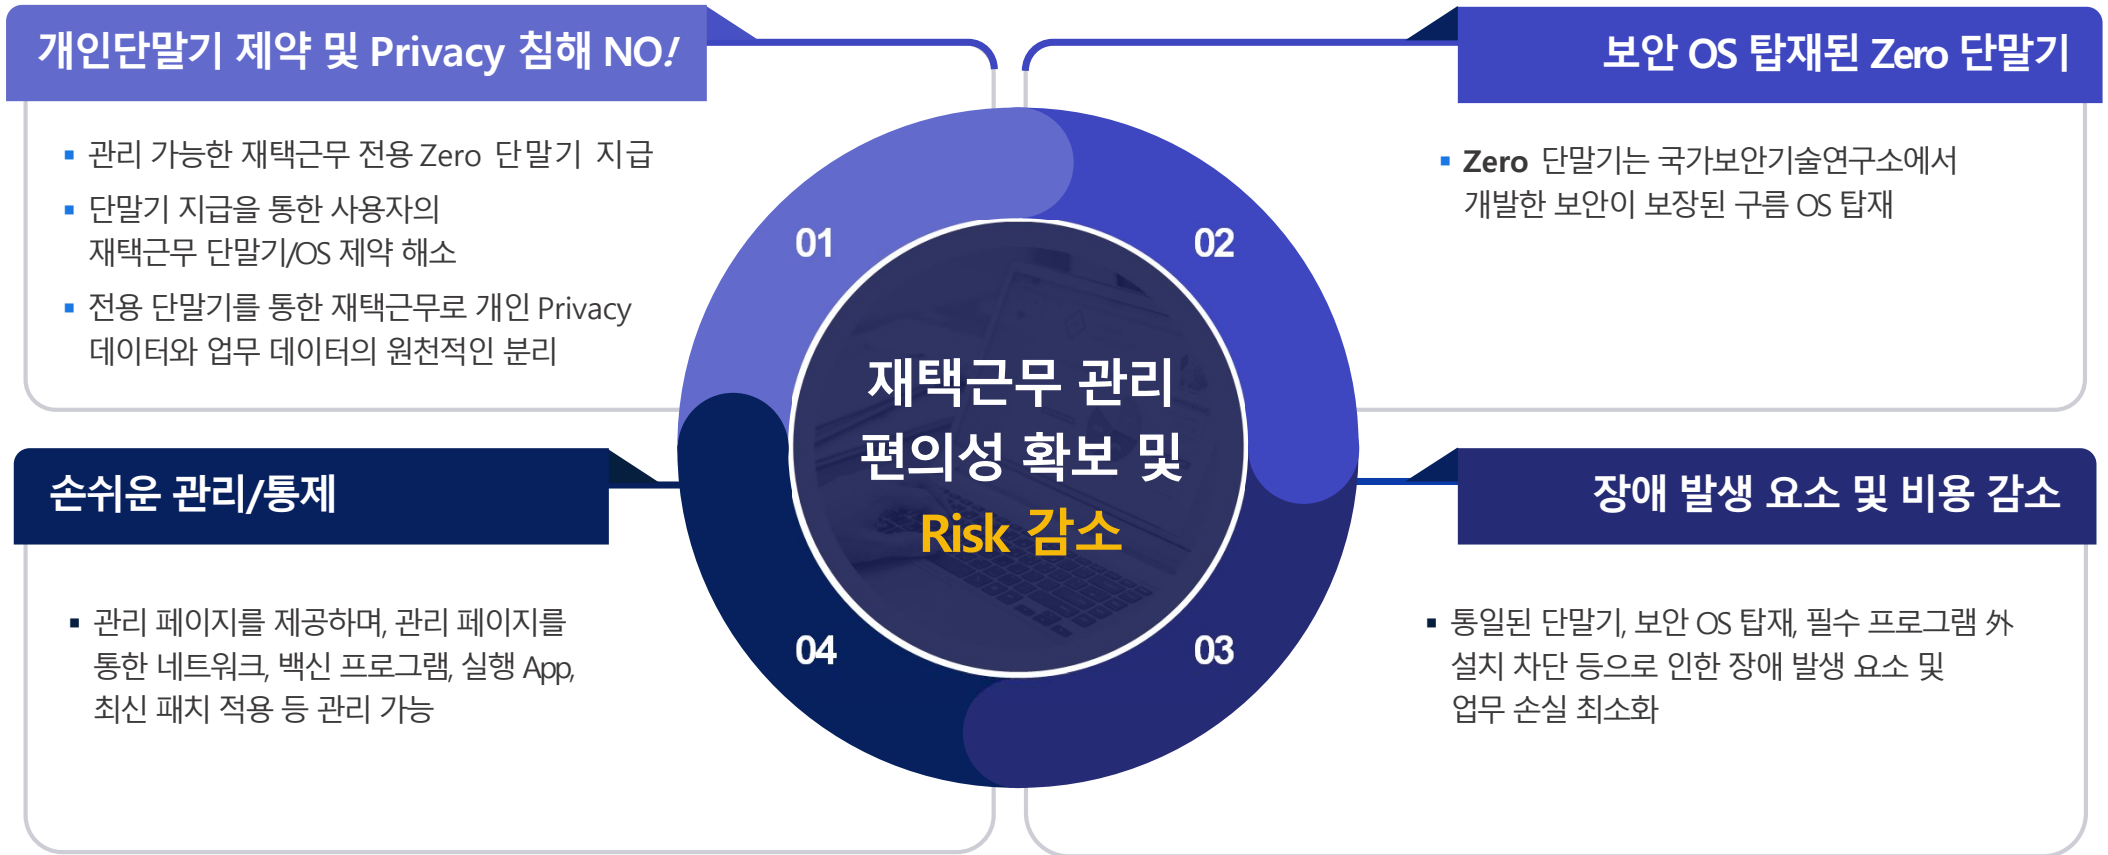 개인단말기 제약 및 Privacy 침해 NO!
▪ 관리 가능한 재택근무 전용 Zero 단말기 지급
▪ 단말기 지급을 통한 사용자의
재택근무 단말기/OS 제약 해소
▪ 전용 단말기를 통한 재택근무로 개인 Privacy
데이터와 업무 데이터의 원천적인 분리
01
보안 OS 탑재된 Zero 단말기
▪ Zero 단말기는 국가보안기술연구소에서
개발한 보안이 보장된 구름 OS 탑재
02
재택근무 관리
편의성 확보 및
Risk 감소
손쉬운 관리/통제
▪ 관리 페이지를 제공하며, 관리 페이지를
통한 네트워크, 백신 프로그램, 실행 App,
최신 패치 적용 등 관리 가능
04
장애 발생 요소 및 비용 감소
▪ 통일된 단말기, 보안 OS 탑재, 필수 프로그램 外
설치 차단 등으로 인한 장애 발생 요소 및
업무 손실 최소화
03